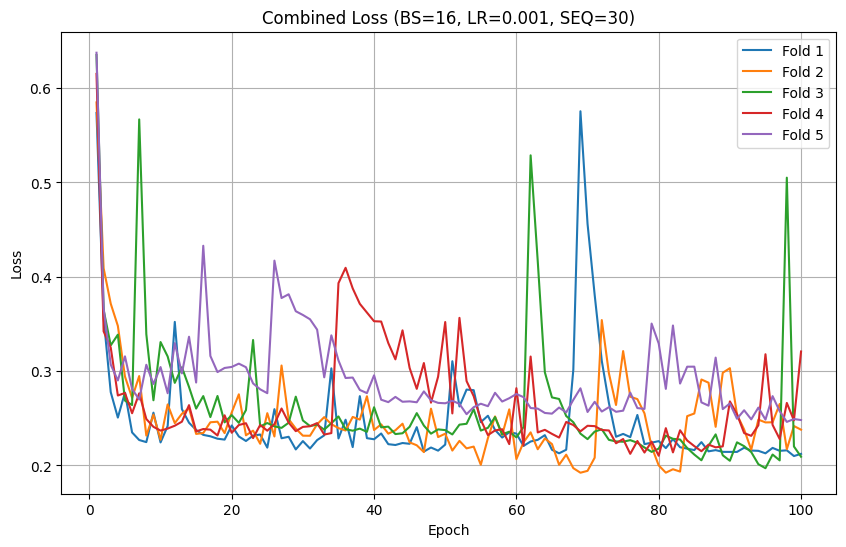 Combined Loss (BS=16, LR=0.001, SEQ=30)
Fold 1
Fold 2
Fold 3
Fold 4
Fold 5
Loss
0.6
0.5
0.4
0.3
0.2
0 20 40 60 80 100
Epoch